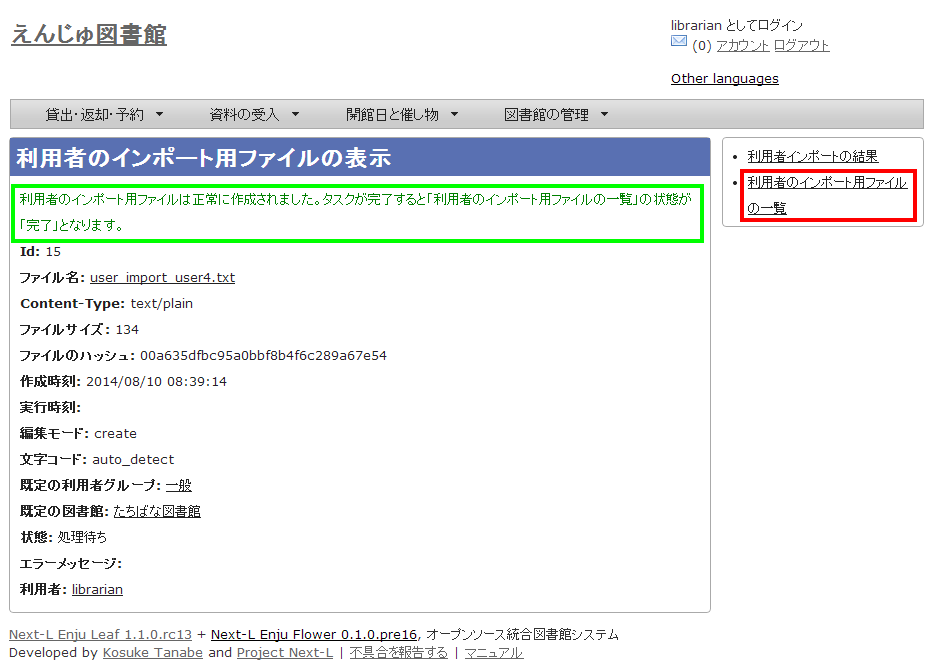 えんじゅ図書館
librarian としてログイン
(0) アカウント ログアウト
Other languages
貸出・返却・予約 ▼ 資料の受入 ▼ 開館日と催し物 ▼ 図書館の管理 ▼
利用者のインポート用ファイルの表示
利用者のインポート用ファイルは正常に作成されました。タスクが完了すると「利用者のインポート用ファイルの一覧」の状態が
「完了」となります。
Id: 15
ファイル名: user_import_user4.txt
Content-Type: text/plain
ファイルサイズ: 134
ファイルのハッシュ: 00a635dfbc95a0bbf8b4f6c289a67e54
作成時刻: 2014/08/10 08:39:14
実行時刻:
編集モード: create
文字コード: auto_detect
既定の利用者グループ: 一般
既定の図書館: たちばな図書館
状態: 処理待ち
エラーメッセージ:
利用者: librarian
• 利用者インポートの結果
• 利用者のインポート用ファイル
の一覧
Next-L Enju Leaf 1.1.0.rc13 + Next-L Enju Flower 0.1.0.pre16, オープンソース統合図書館システム
Developed by Kosuke Tanabe and Project Next-L | 不具合を報告する | マニュアル